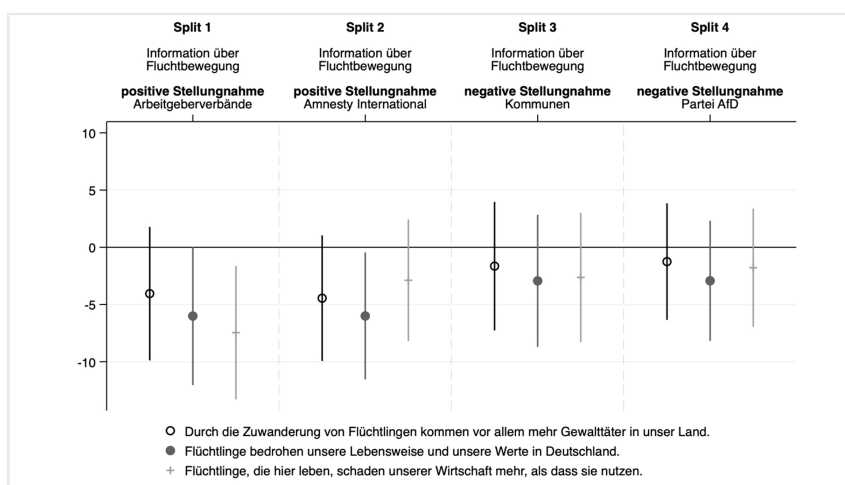 Split 1
Split 2
Split 3
Split 4
Information über
Fluchtbewegung
Information über
Fluchtbewegung
Information über
Fluchtbewegung
Information über
Fluchtbewegung
positive Stellungnahme
Arbeitgeberverbände
positive Stellungnahme
Amnesty International
negative Stellungnahme
Kommunen
negative Stellungnahme
Partei AfD
10
5
0
-5
-10
Durch die Zuwanderung von Flüchtlingen kommen vor allem mehr Gewalttäter in unser Land.
Flüchtlinge bedrohen unsere Lebensweise und unsere Werte in Deutschland.
Flüchtlinge, die hier leben, schaden unserer Wirtschaft mehr, als dass sie nutzen.